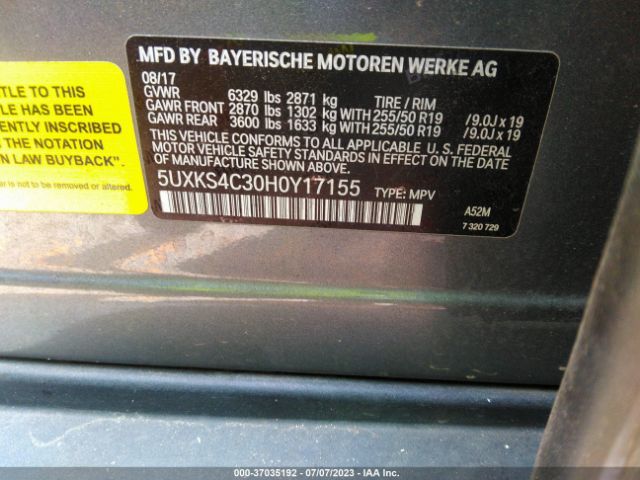 TLE TO THIS
LE HAS BEEN
ENTLY INSCRIBED
THE NOTATION
N LAW BUYBACK".
removed or altered.
MFD BY BAYERISCHE MOTOREN WERKE AG
08/17
GVWR 6329 lbs 2871 kg TIRE / RIM
GAWR FRONT 2870 lbs 1302 kg WITH 255/50 R19 /9.0J x 19
GAWR REAR 3600 lbs 1633 kg WITH 255/50 R19 /9.0J x 19
THIS VEHICLE CONFORMS TO ALL APPLICABLE U. S. FEDERAL
MOTOR VEHICLE SAFETY STANDARDS IN EFFECT ON THE DATE
OF MANUFACTURE SHOWN ABOVE.
5UXKS4C30H0Y17155 TYPE: MPV
A52M
7 320 729
000-37035192 - 07/07/2023 - IAA Inc.